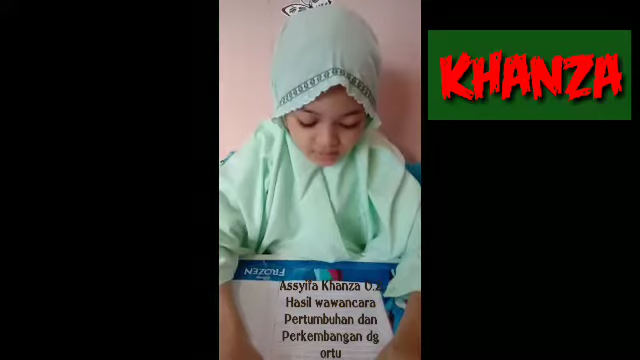 KHANZA
FROZEN
Assyifa Khanza U.Z
Hasil wawancara
Pertumbuhan dan
Perkembangan dg
ortu